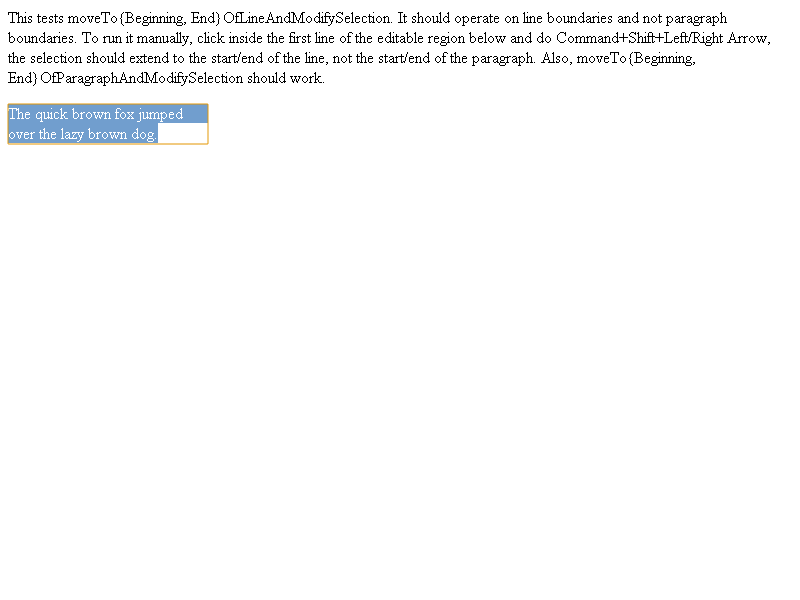 This tests moveTo{Beginning, End}OfLineAndModifySelection. It should operate on line boundaries and not paragraph
boundaries. To run it manually, click inside the first line of the editable region below and do Command+Shift+Left/Right Arrow,
the selection should extend to the start/end of the line, not the start/end of the paragraph. Also, moveTo{Beginning,
End}OfParagraphAndModifySelection should work.
The quick brown fox jumped
over the lazy brown dog.